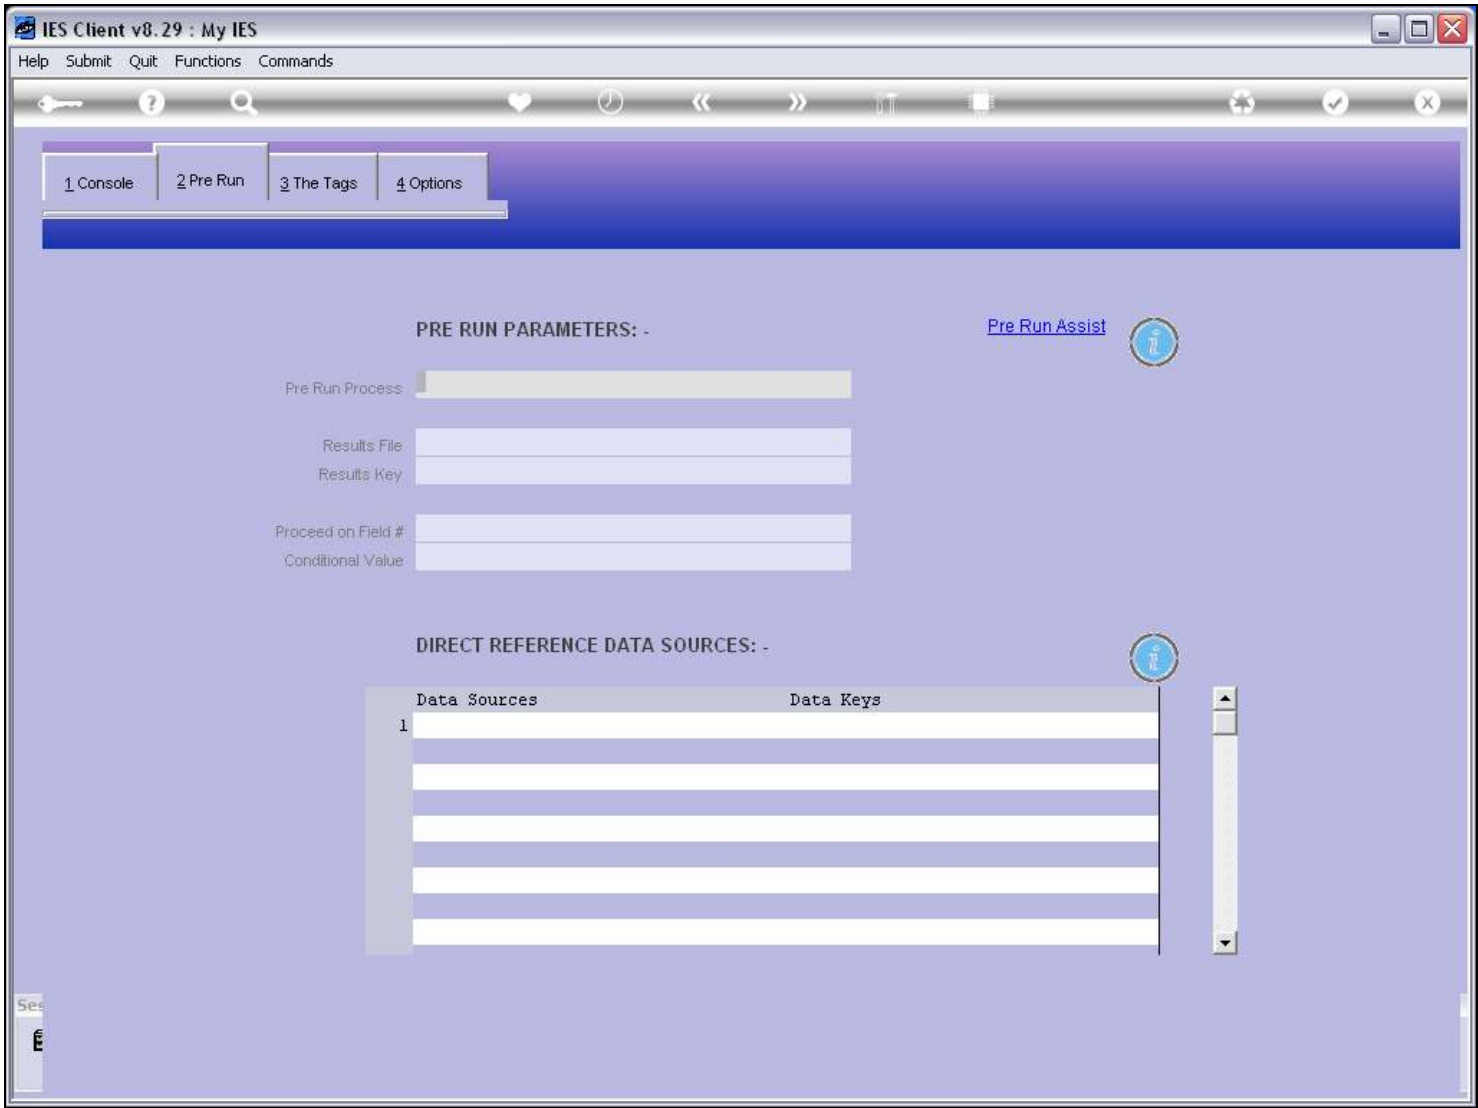 IES Client v8.29 : My IES
Help Submit Quit Functions Commands
1 Console 2 Pre Run 3 The Tags 4 Options
PRE RUN PARAMETERS: -
Pre Run Assist
Pre Run Process
Results File
Results Key
Proceed on Field #
Conditional Value
DIRECT REFERENCE DATA SOURCES: -
Data Sources Data Keys
1
Ses